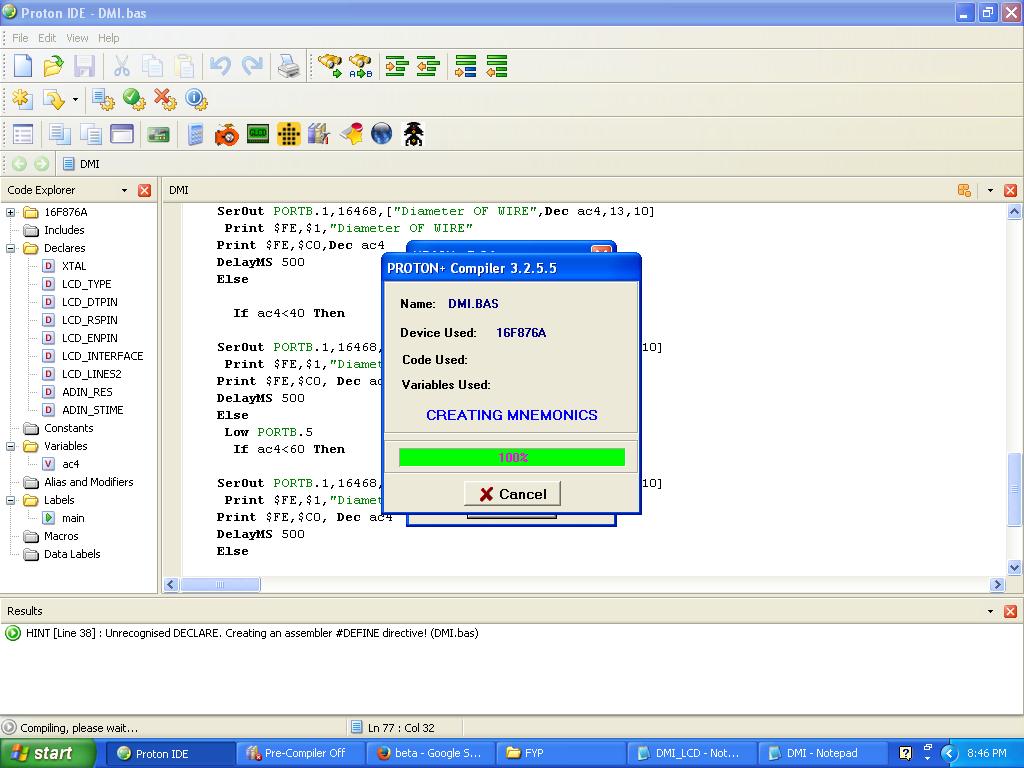 Proton IDE - DMI.bas
File Edit View Help
DMI
Code Explorer
16F876A
Includes
Declares
XTAL
LCD_TYPE
LCD_DTPIN
LCD_RSPIN
LCD_ENPIN
LCD_INTERFACE
LCD_LINES2
ADIN_RES
ADIN_STIME
Constants
Variables
ac4
Alias and Modifiers
Labels
main
Macros
Data Labels
DMI
SerOut PORTB.1,16468,["Diameter OF WIRE",Dec ac4,13,10]
Print $FE,$1,"Diameter OF WIRE"
Print $FE,$C0,Dec ac4
DelayMS 500
Else
If ac4<40 Then
SerOut PORTB.1,16468, 10]
Print $FE,$1,"Diamet
Print $FE,$C0, Dec ac
DelayMS 500
Else
Low PORTB.5
If ac4<60 Then
SerOut PORTB.1,16468, 10]
Print $FE,$1,"Diamet
Print $FE,$C0, Dec ac4
DelayMS 500
Else
PROTON+ Compiler 3.2.5.5
Name: DMI.BAS
Device Used: 16F876A
Code Used:
Variables Used:
CREATING MNEMONICS
100%
Cancel
Results
HINT [Line 38] : Unrecognised DECLARE. Creating an assembler #DEFINE directive! (DMI.bas)
Compiling, please wait... Ln 77 : Col 32
start Proton IDE Pre-Compiler Off beta - Google S... FYP DMI_LCD - Not... DMI - Notepad 8:46 PM